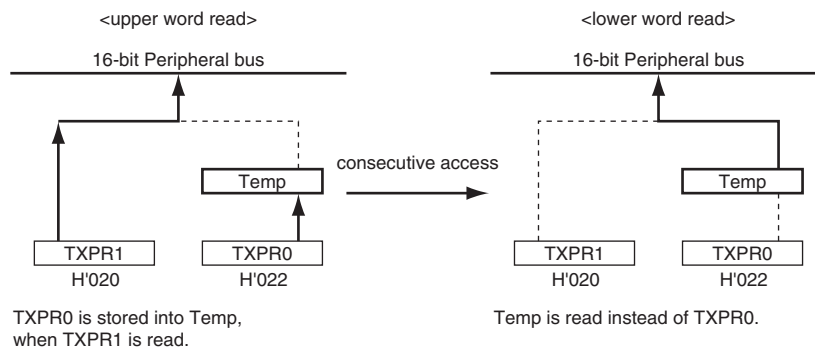 <upper word read>
16-bit Peripheral bus
Temp
TXPR1
TXPR0
H'020
H'022
TXPR0 is stored into Temp,
when TXPR1 is read.
consecutive access
<lower word read>
16-bit Peripheral bus
Temp
TXPR1
TXPR0
H'020
H'022
Temp is read instead of TXPR0.